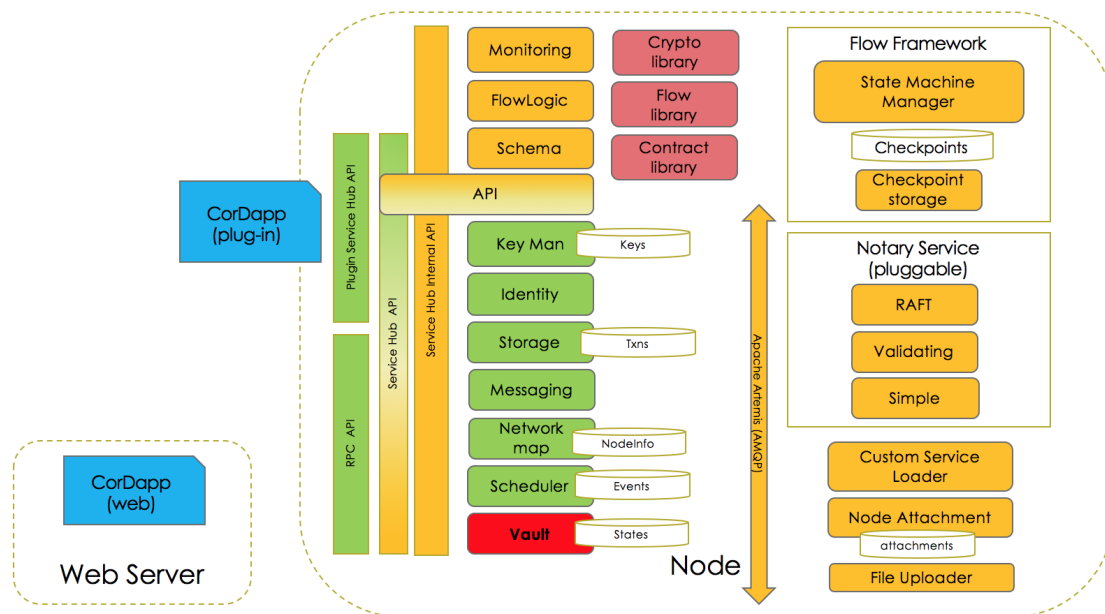 Monitoring
FlowLogic
Schema
API
Key Man
Keys
Identity
Storage
Txns
Messaging
Network
map
NodeInfo
Scheduler
Events
Vault
States
Crypto
library
Flow
library
Contract
library
CorDapp
(plug-in)
Plugin Service Hub API
RPC API
Service Hub API
Service Hub Internal API
CorDapp
(web)
Web Server
Node
Apache Artemis (AMQP)
Flow Framework
State Machine
Manager
Checkpoints
Checkpoint
storage
Notary Service
(pluggable)
RAFT
Validating
Simple
Custom Service
Loader
Node Attachment
attachments
File Uploader